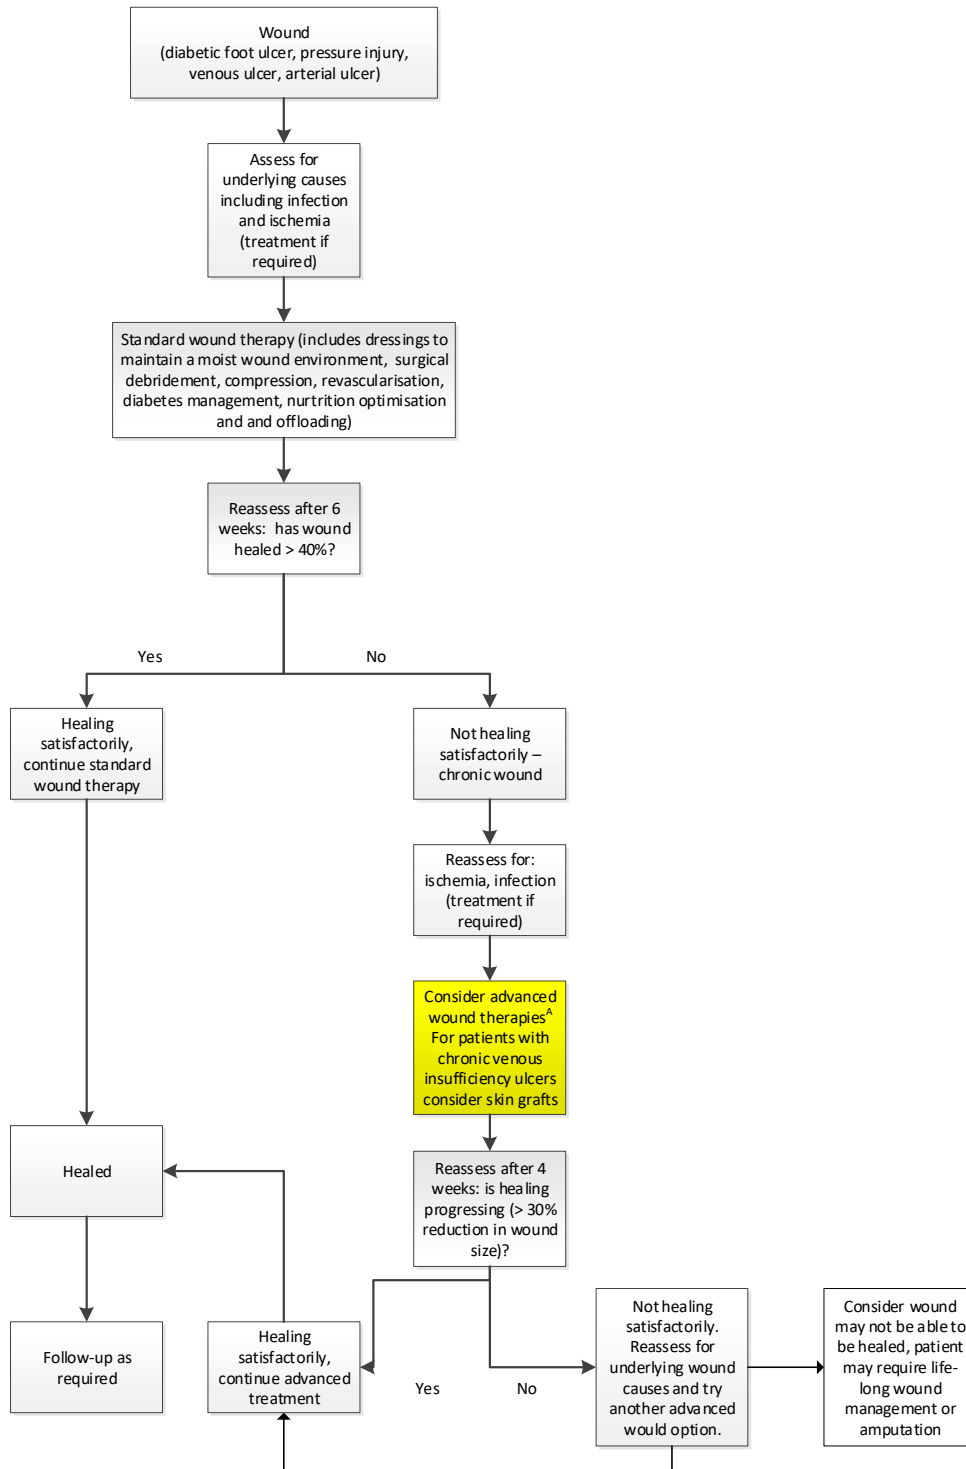 Wound
(diabetic foot ulcer, pressure injury,
venous ulcer, arterial ulcer)
Assess for
underlying causes
including infection
and ischemia
(treatment if
required)
Standard wound therapy (includes dressings to
maintain a moist wound environment, surgical
debridement, compression, revascularisation,
diabetes management, nurtrition optimisation
and and offloading)
Reassess after 6
weeks: has wound
healed > 40%?
Yes
No
Healing
satisfactorily,
continue standard
wound therapy
Not healing
satisfactorily –
chronic wound
Reassess for:
ischemia, infection
(treatment if
required)
Consider advanced
wound therapiesᴬ
For patients with
chronic venous
insufficiency ulcers
consider skin grafts
Healed
Reassess after 4
weeks: is healing
progressing (> 30%
reduction in wound
size)?
Follow-up as
required
Healing
satisfactorily,
continue advanced
treatment
Yes
No
Not healing
satisfactorily.
Reassess for
underlying wound
causes and try
another advanced
would option.
Consider wound
may not be able to
be healed, patient
may require life-
long wound
management or
amputation